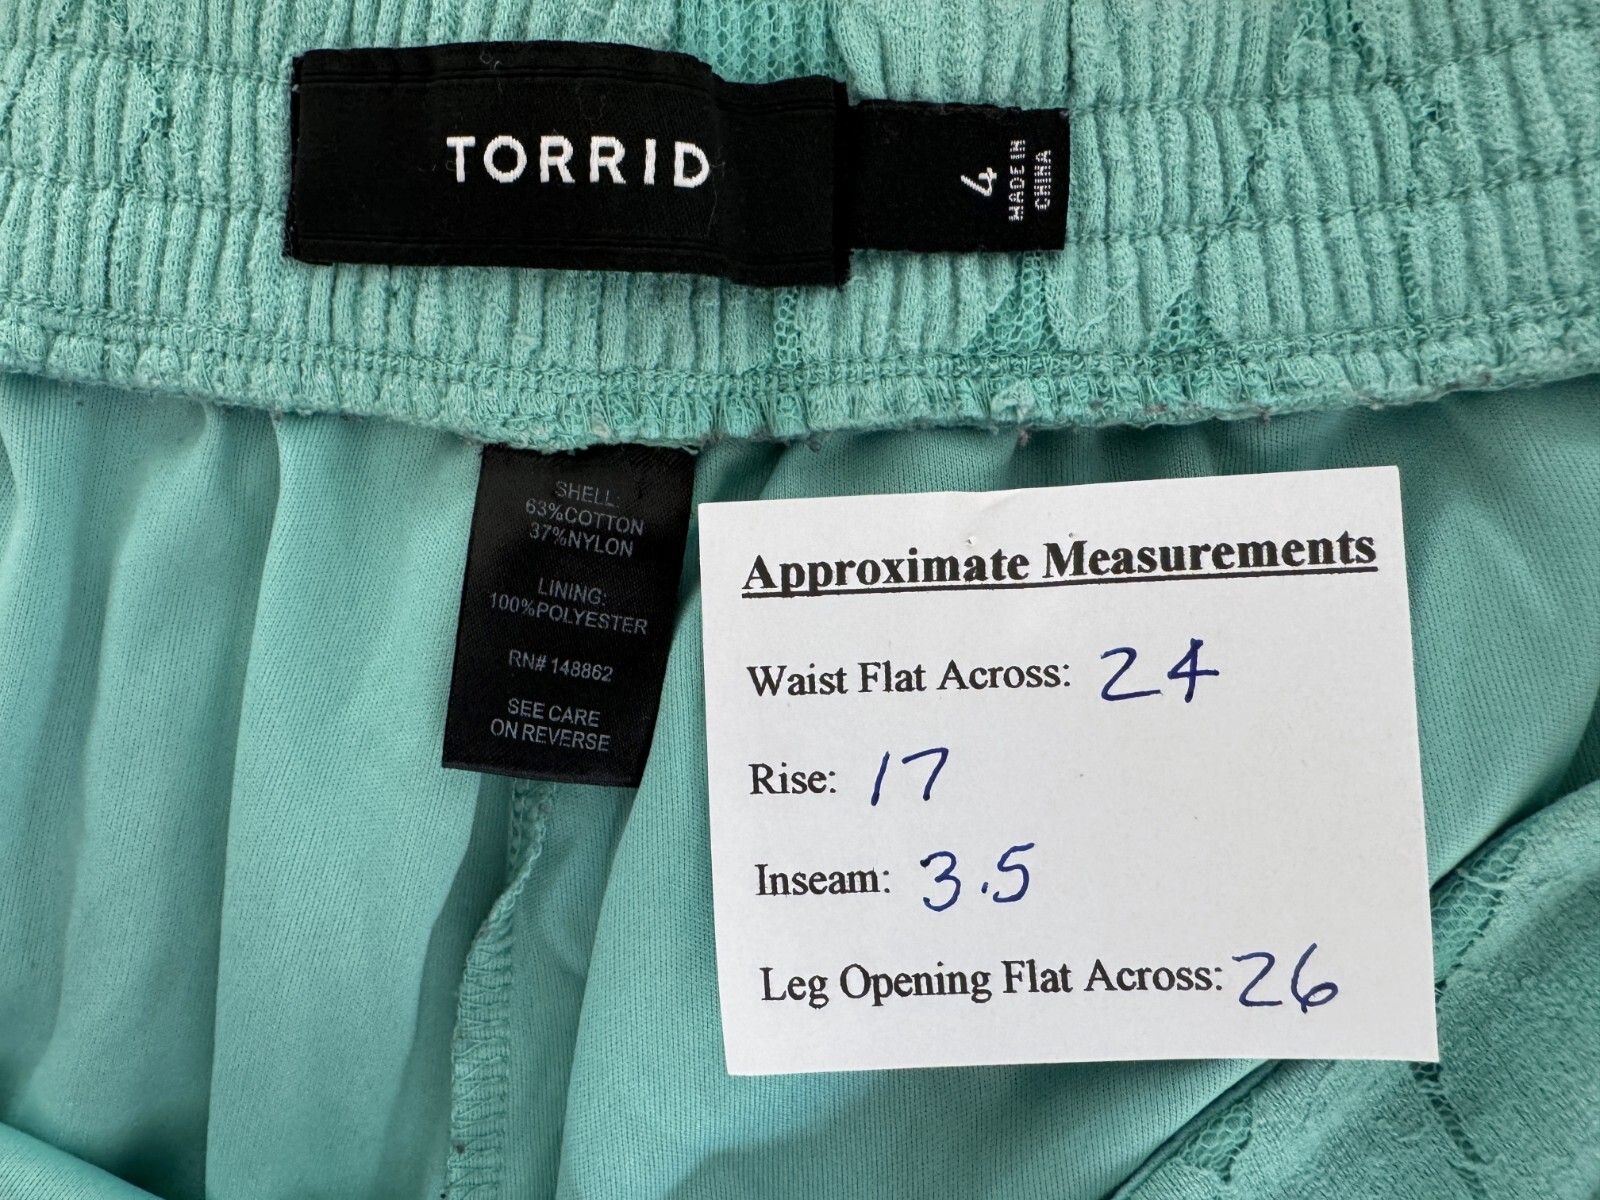 TORRID
4
MADE IN
CHINA
SHELL:
63%COTTON
37%NYLON
LINING:
100%POLYESTER
RN# 148862
SEE CARE
ON REVERSE
Approximate Measurements
Waist Flat Across: 24
Rise: 17
Inseam: 3.5
Leg Opening Flat Across: 26